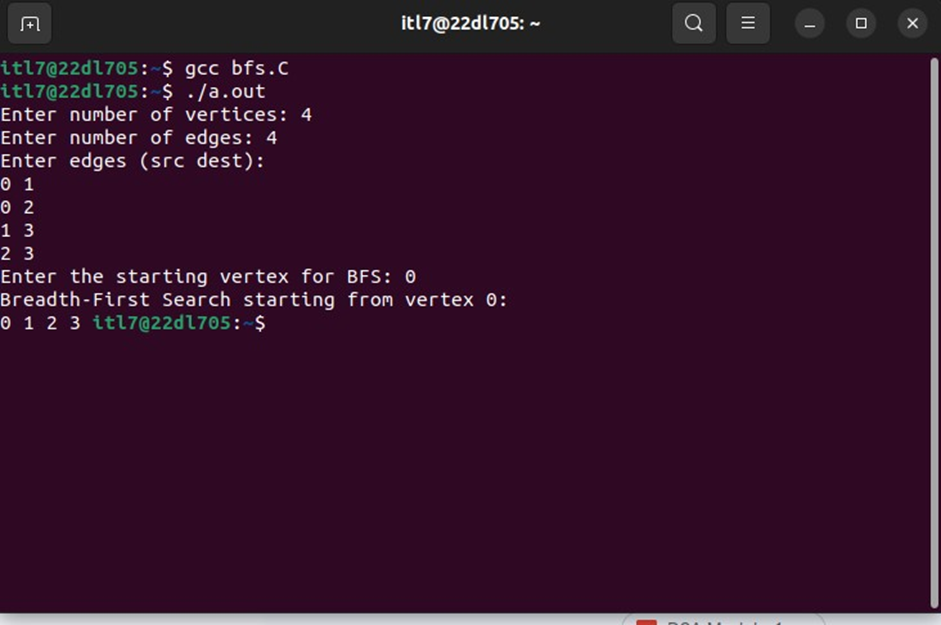 itl7@22dl705: ~
itl7@22dl705:~$ gcc bfs.C
itl7@22dl705:~$ ./a.out
Enter number of vertices: 4
Enter number of edges: 4
Enter edges (src dest):
0 1
0 2
1 3
2 3
Enter the starting vertex for BFS: 0
Breadth-First Search starting from vertex 0:
0 1 2 3 itl7@22dl705:~$